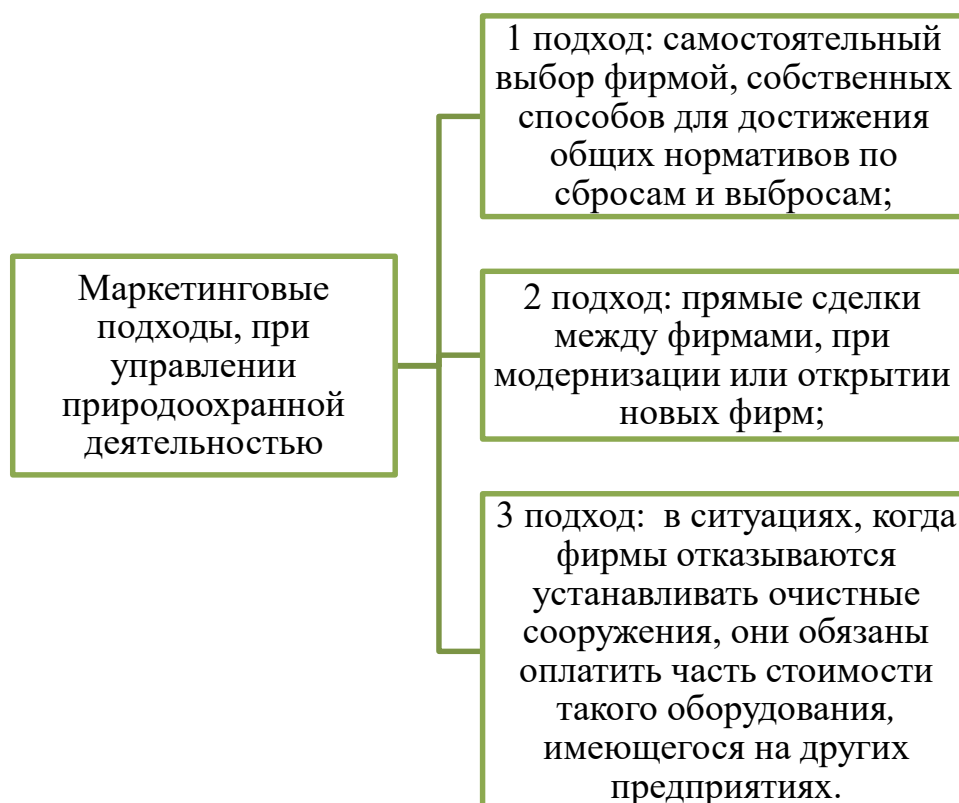 Маркетинговые
подходы, при
управлении
природоохранной
деятельностью
1 подход: самостоятельный
выбор фирмой, собственных
способов для достижения
общих нормативов по
сбросам и выбросам;
2 подход: прямые сделки
между фирмами, при
модернизации или открытии
новых фирм;
3 подход: в ситуациях, когда
фирмы отказываются
устанавливать очистные
сооружения, они обязаны
оплатить часть стоимости
такого оборудования,
имеющегося на других
предприятиях.